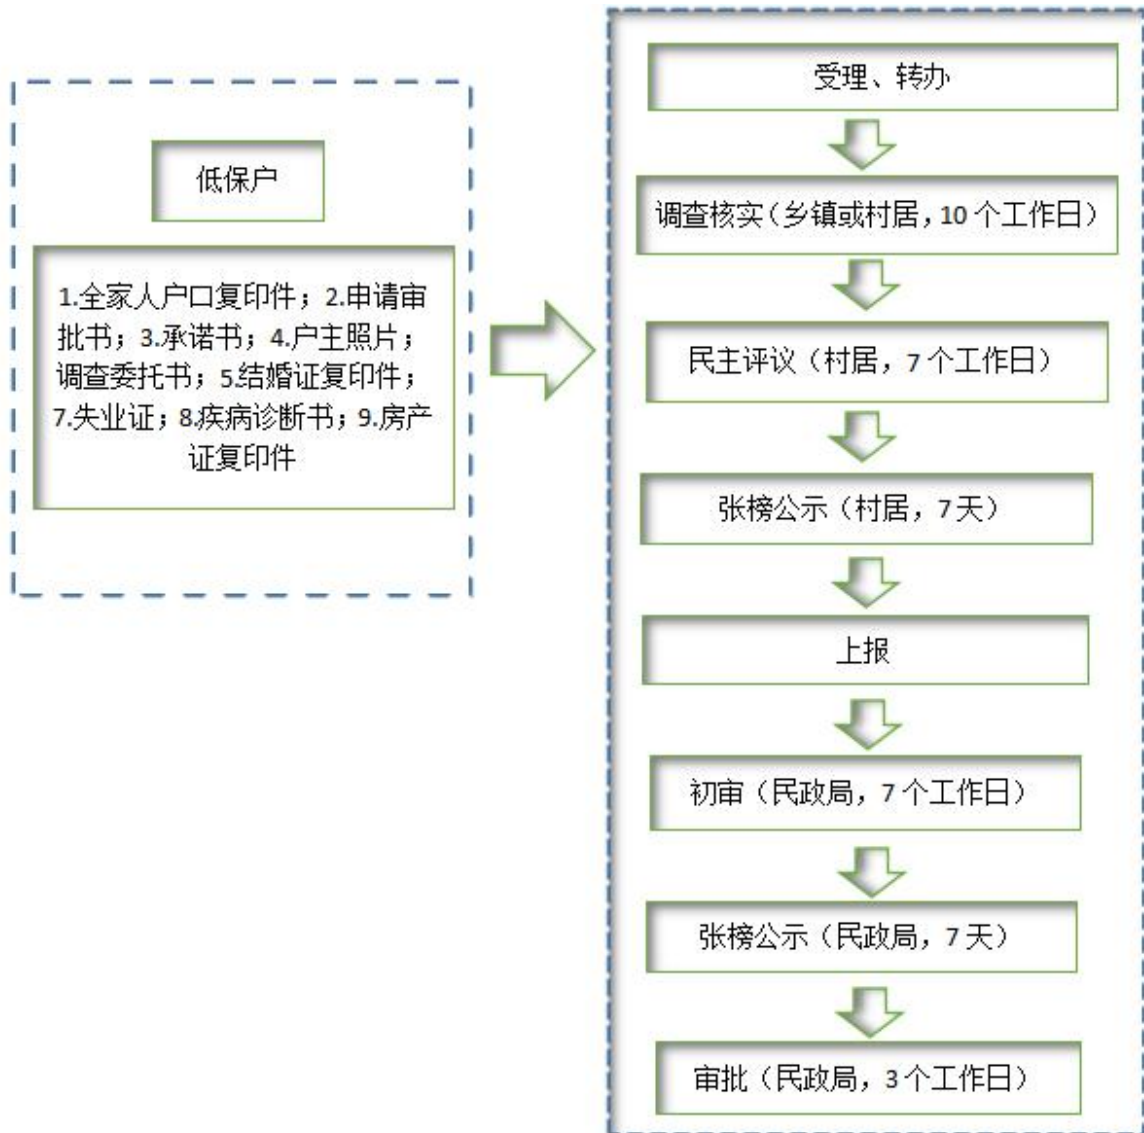 低保户
1.全家人户口复印件；2.申请审
批书；3.承诺书；4.户主照片；
调查委托书；5.结婚证复印件；
7.失业证；8.疾病诊断书；9.房产
证复印件
受理、转办
调查核实（乡镇或村居，10 个工作日）
民主评议（村居，7 个工作日）
张榜公示（村居，7 天）
上报
初审（民政局，7 个工作日）
张榜公示（民政局，7 天）
审批（民政局，3 个工作日）